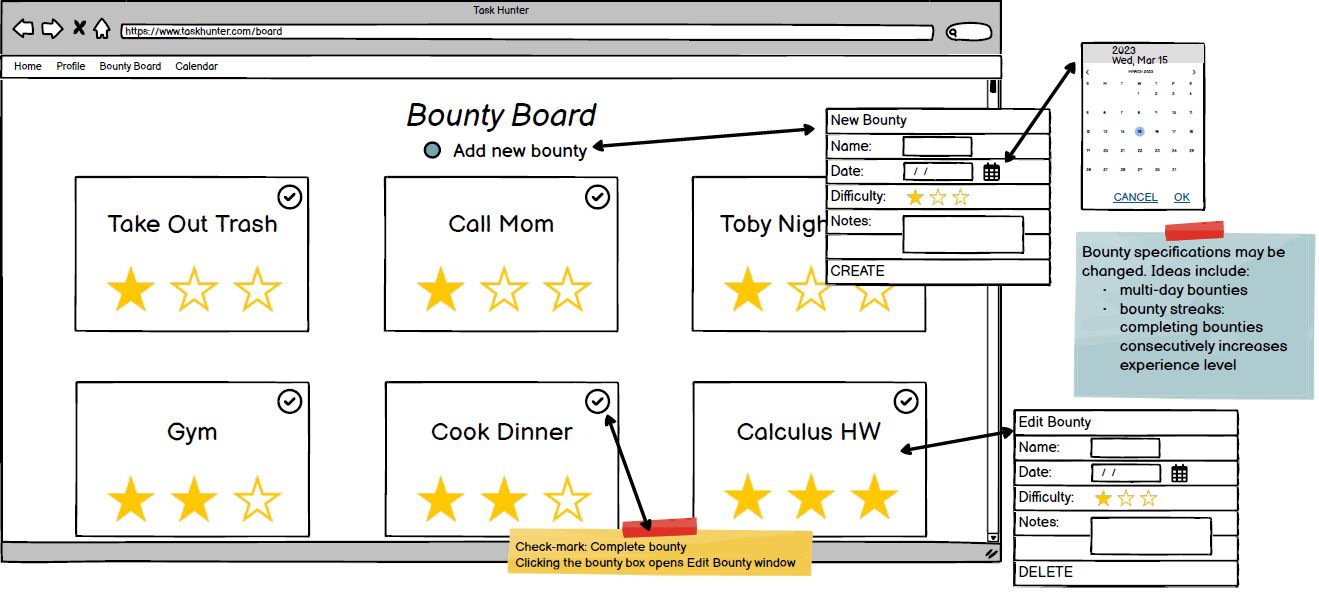 Task Hunter
https://www.taskhunter.com/board
Home Profile Bounty Board Calendar
Bounty Board
Add new bounty
Take Out Trash
Call Mom
Toby Nigh
Gym
Cook Dinner
Calculus HW
Check-mark: Complete bounty
Clicking the bounty box opens Edit Bounty window
New Bounty
Name:
Date: / /
Difficulty:
Notes:
CREATE
2023
Wed, Mar 15
MARCH 2023
S M T W T F S
1 2 3 4
5 6 7 8 9 10 11
12 13 14 15 16 17 18
19 20 21 22 23 24 25
26 27 28 29 30 31
CANCEL OK
Bounty specifications may be
changed. Ideas include:
· multi-day bounties
· bounty streaks:
completing bounties
consecutively increases
experience level
Edit Bounty
Name:
Date: / /
Difficulty:
Notes:
DELETE